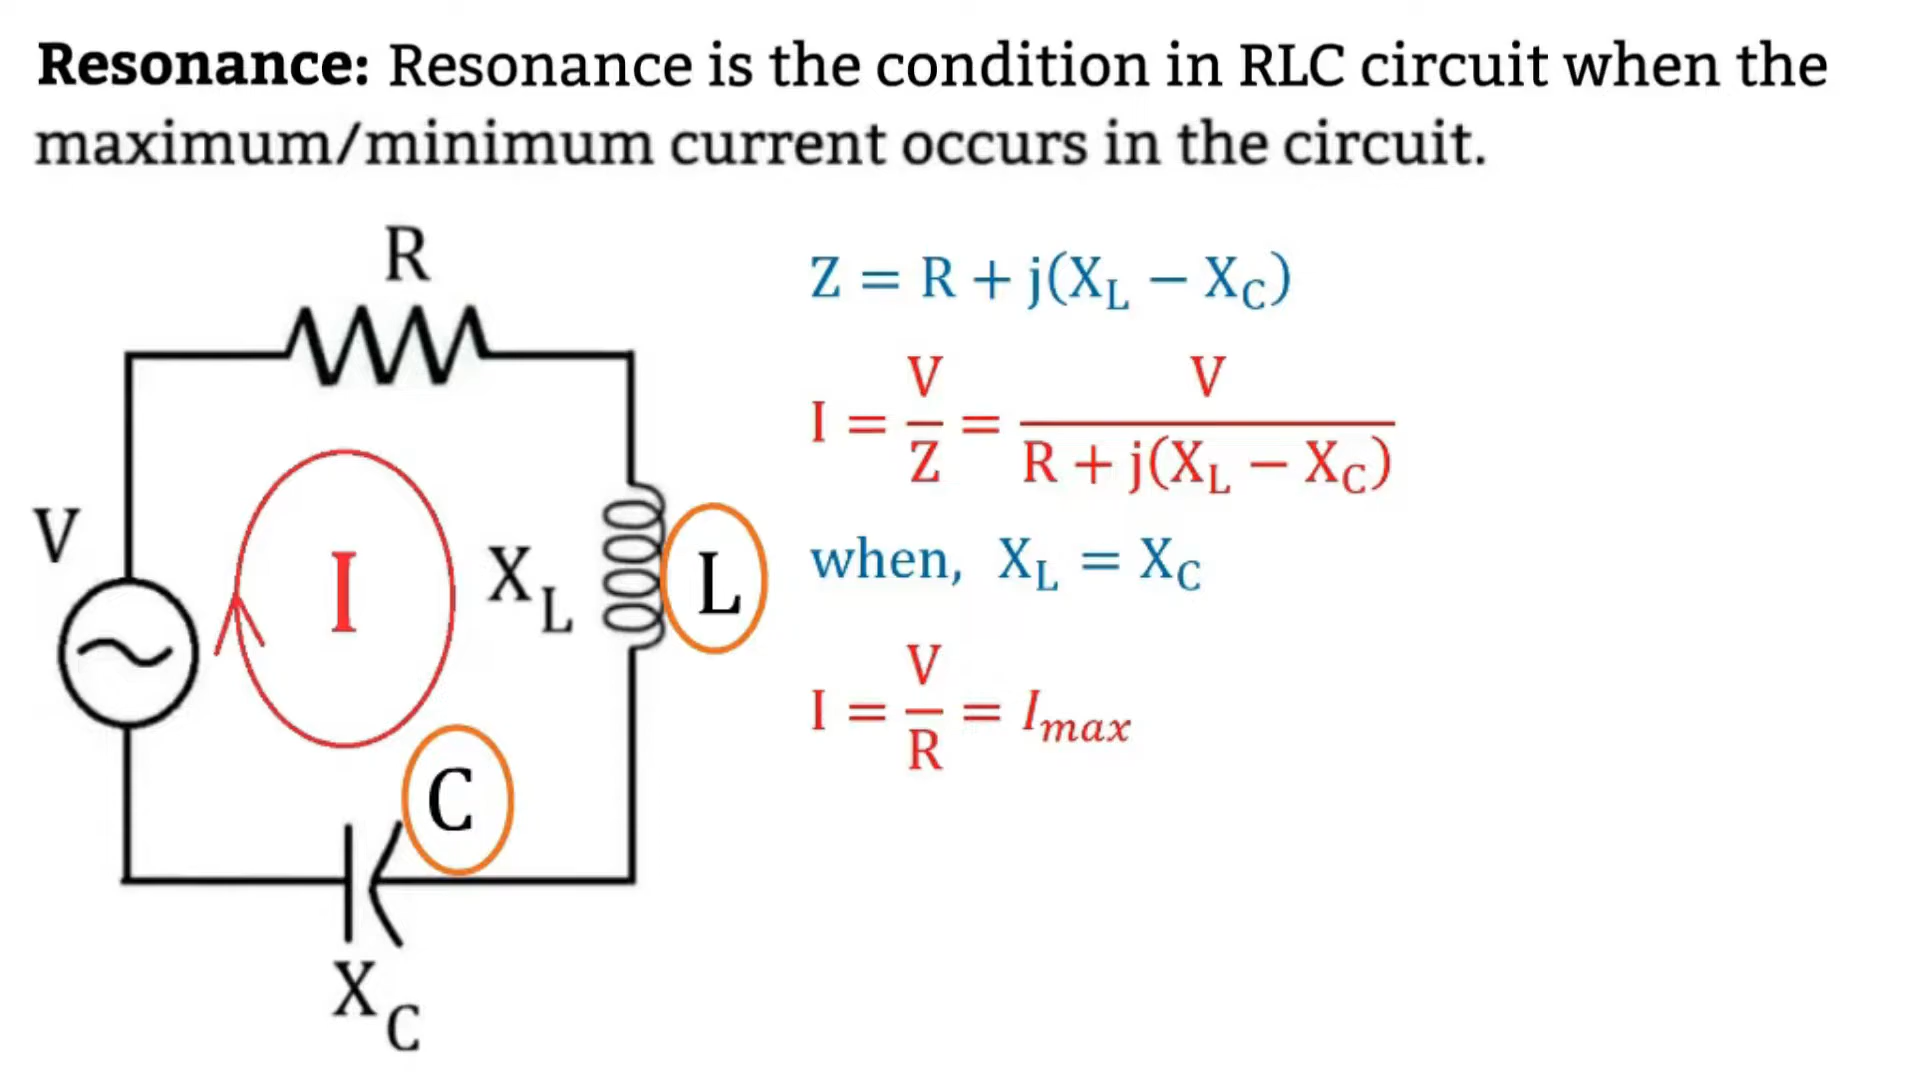 Resonance: Resonance is the condition in RLC circuit when the
maximum/minimum current occurs in the circuit.
R
V
I
X_L
L
C
X_C
Z = R + j(X_L − X_C)
I = V/Z = V/(R + j(X_L − X_C))
when, X_L = X_C
I = V/R = I_max